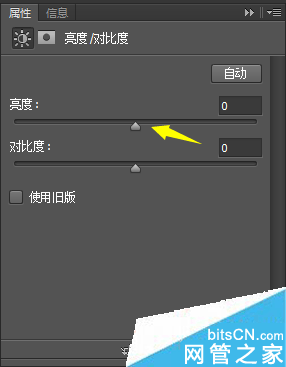 属性 信息
亮度/对比度
自动
亮度： 0
对比度： 0
使用旧版
bitsCN.com
网管之家